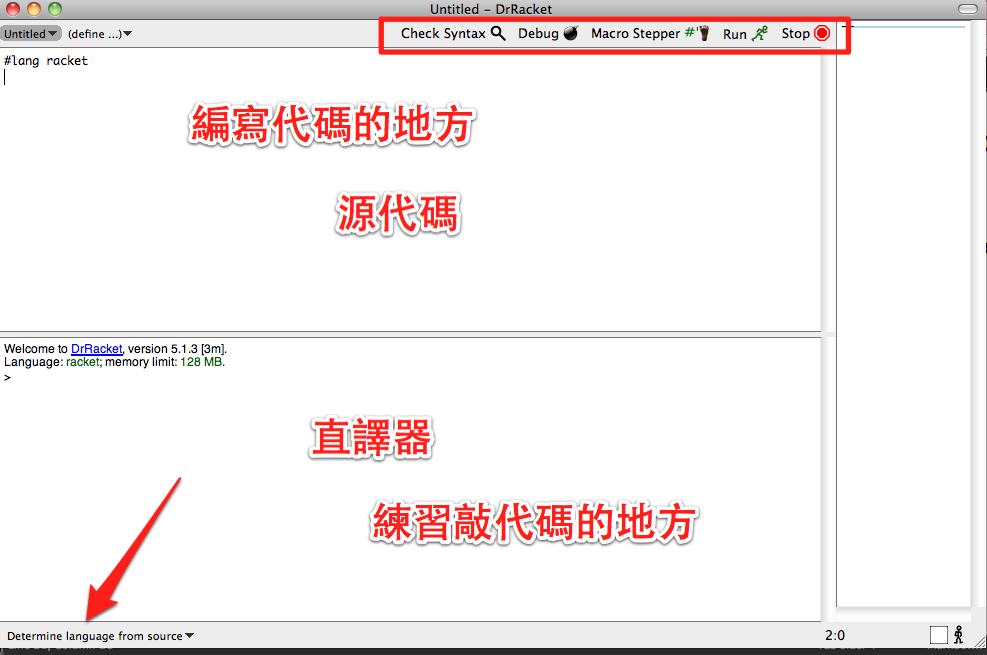 Untitled – DrRacket
Untitled (define ...)
Check Syntax Debug Macro Stepper #' Run Stop
#lang racket
編寫代碼的地方
源代碼
Welcome to DrRacket, version 5.1.3 [3m].
Language: racket; memory limit: 128 MB.
>
直譯器
練習敲代碼的地方
Determine language from source
2:0